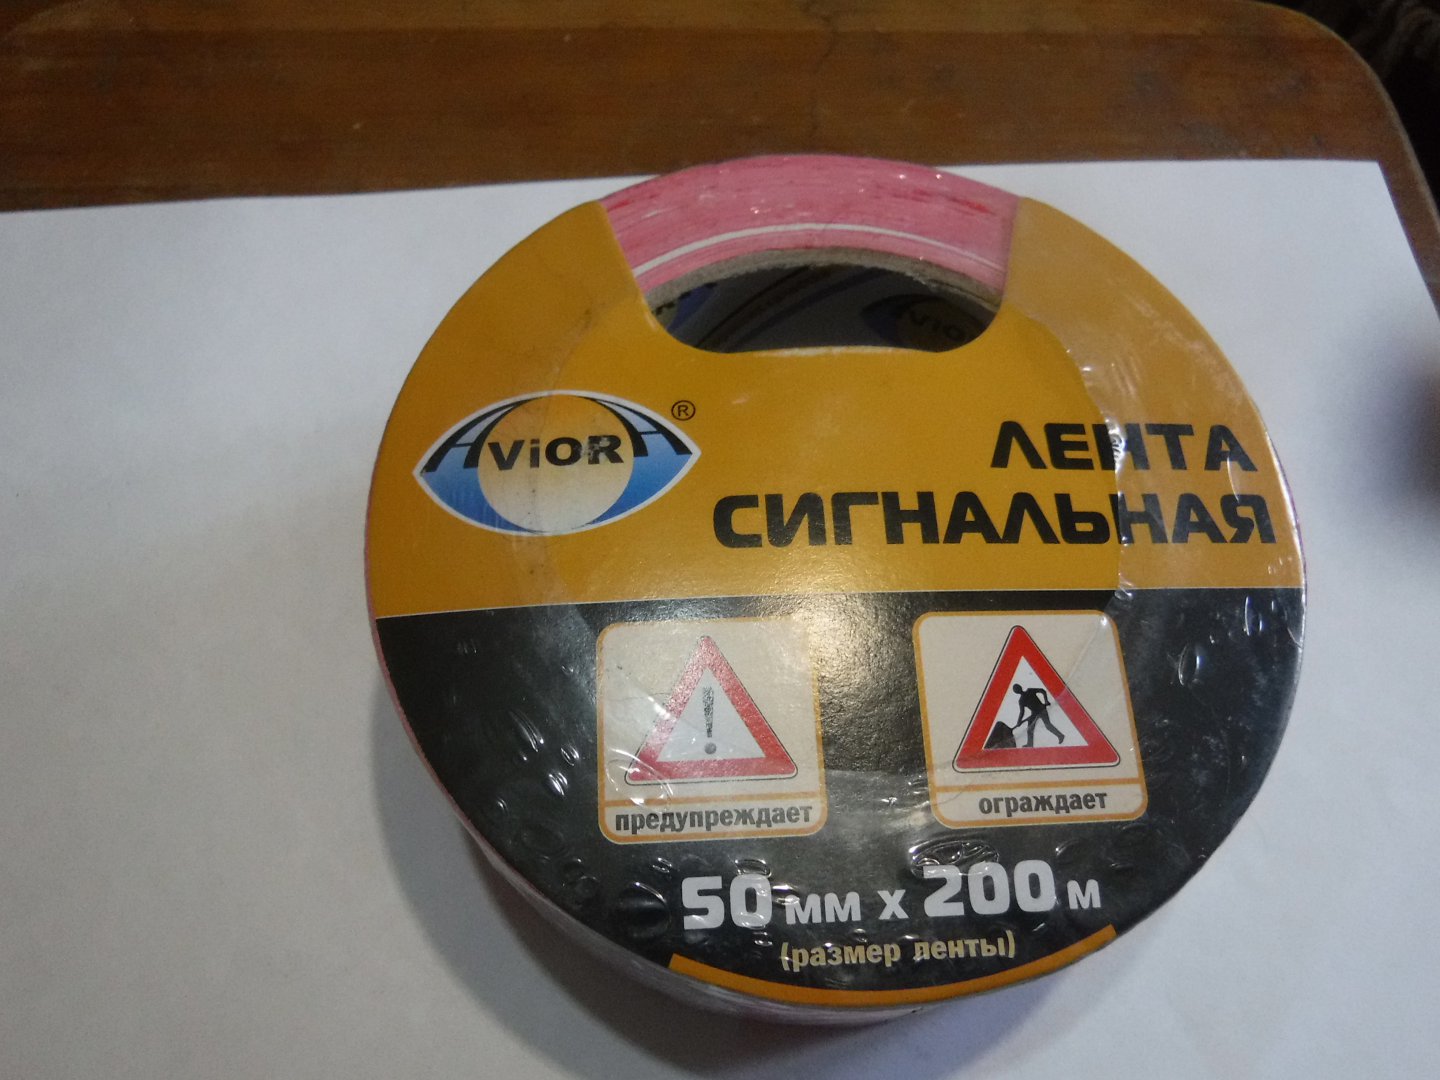 AViORA®
ЛЕНТА
СИГНАЛЬНАЯ
!
предупреждает
ограждает
50 мм х 200 м
(размер ленты)